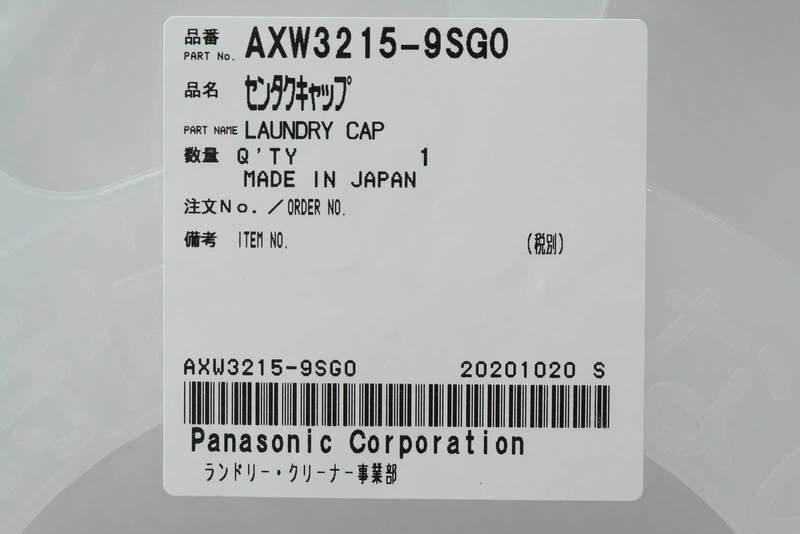 品番 PART No. AXW3215-9SG0
品名 センタクキャップ
PART NAME LAUNDRY CAP
数量 Q'TY 1
MADE IN JAPAN
注文No./ORDER NO.
備考 ITEM NO. (税別)
AXW3215-9SG0 20201020 S
Panasonic Corporation
ランドリー・クリーナー事業部